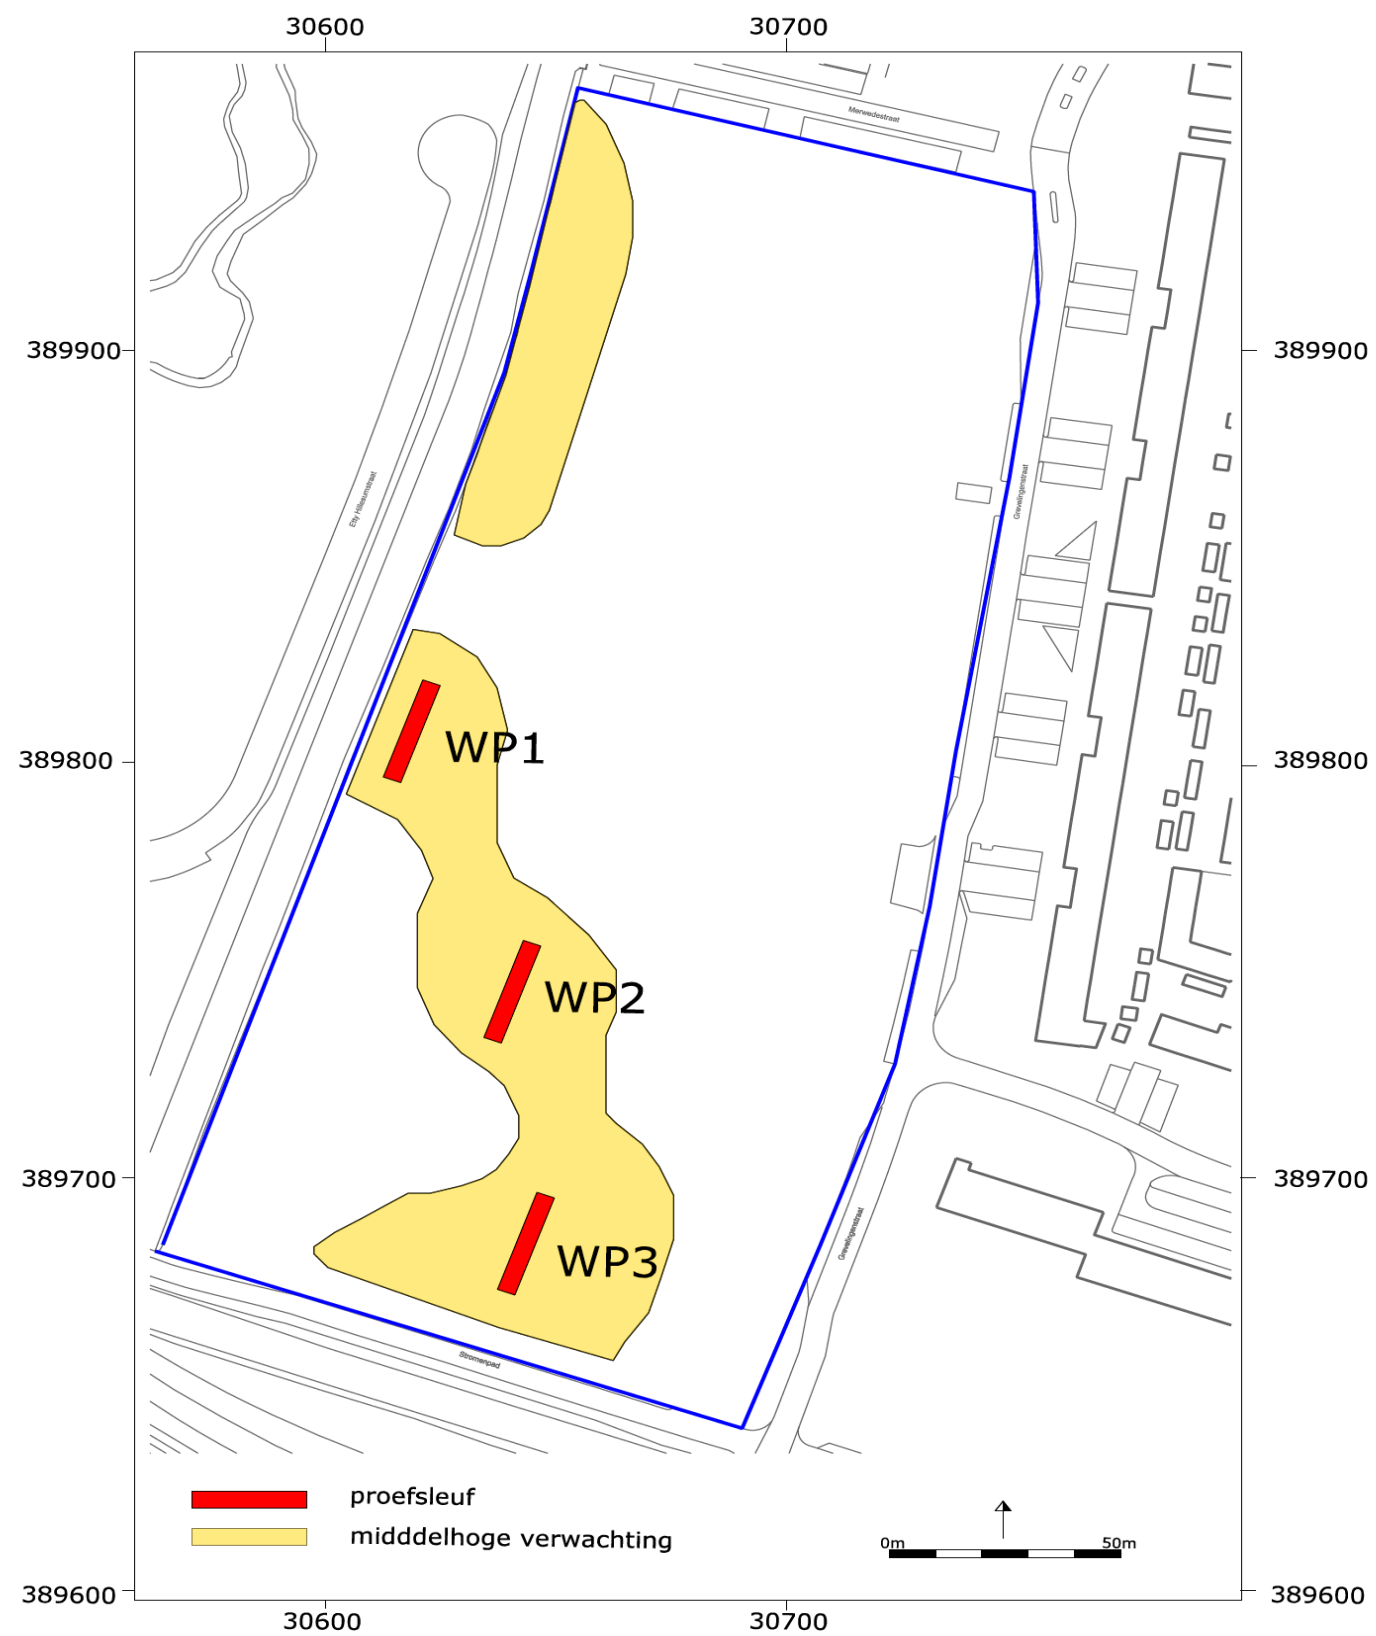 30600 30700
Merwedestraat
389900 389900
Etty Hillesumstraat
Grevelingenstraat
WP1
389800 389800
WP2
389700 389700
Grevelingenstraat
WP3
Stromenpad
proefsleuf
midddelhoge verwachting
0m 50m
389600 389600
30600 30700